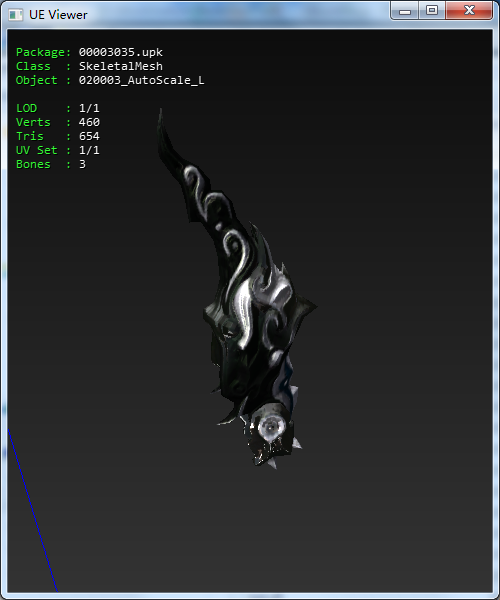 UE Viewer
Package: 00003035.upk
Class  : SkeletalMesh
Object : 020003_AutoScale_L
LOD    : 1/1
Verts  : 460
Tris   : 654
UV Set : 1/1
Bones  : 3